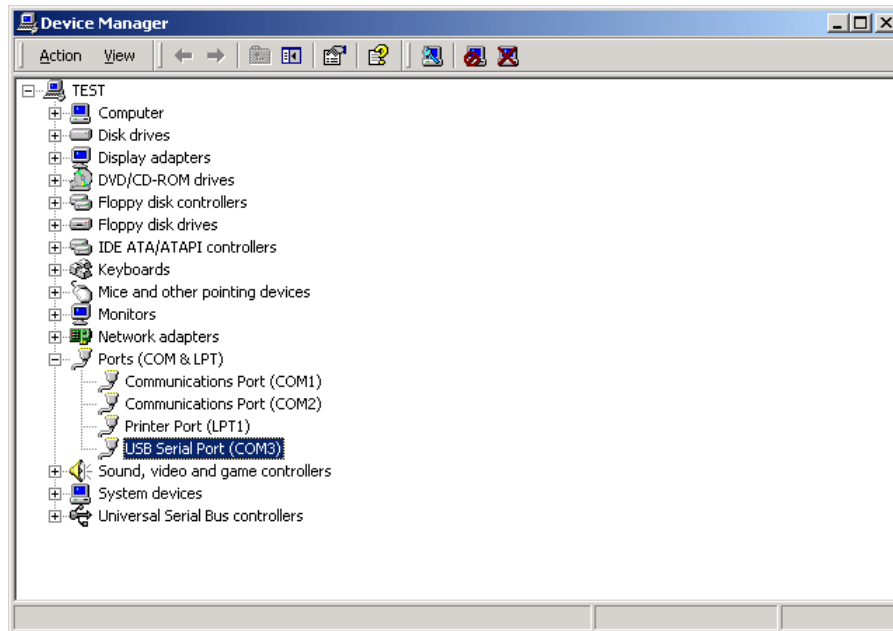 Device Manager
Action View
TEST
Computer
Disk drives
Display adapters
DVD/CD-ROM drives
Floppy disk controllers
Floppy disk drives
IDE ATA/ATAPI controllers
Keyboards
Mice and other pointing devices
Monitors
Network adapters
Ports (COM & LPT)
Communications Port (COM1)
Communications Port (COM2)
Printer Port (LPT1)
USB Serial Port (COM3)
Sound, video and game controllers
System devices
Universal Serial Bus controllers